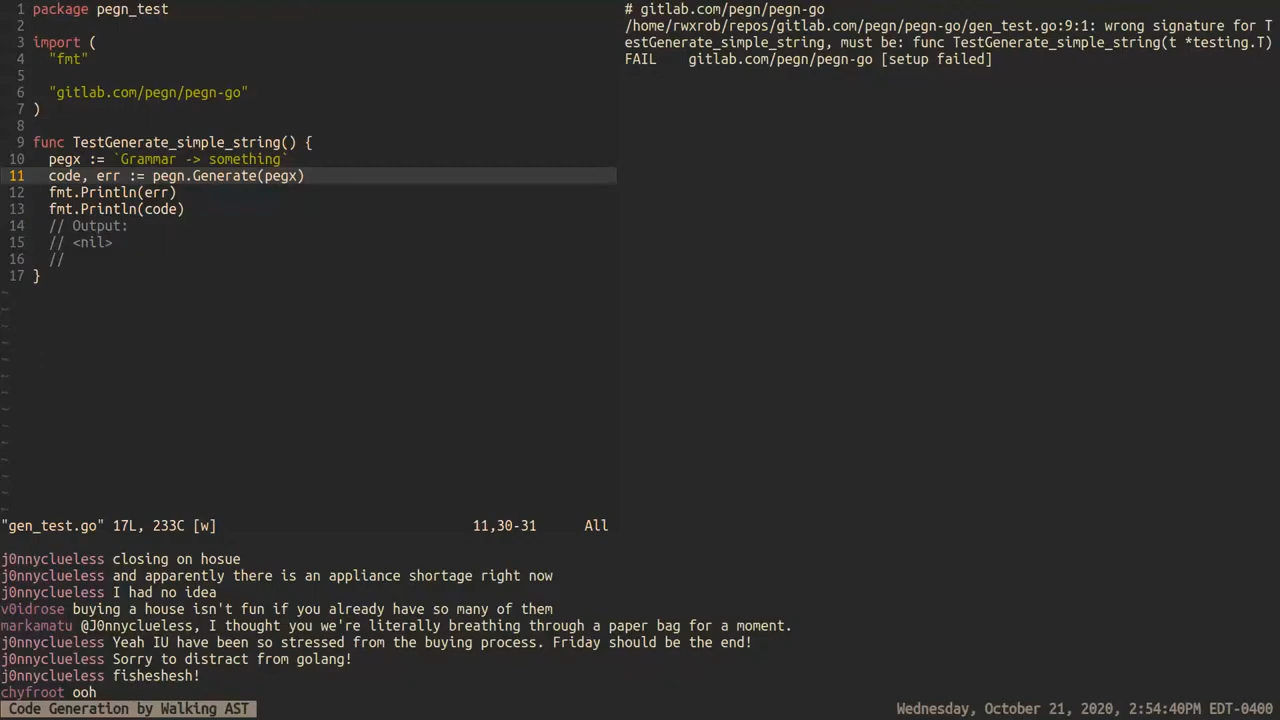 1 package pegn_test
2
3 import (
4   "fmt"
5
6   "gitlab.com/pegn/pegn-go"
7 )
8
9 func TestGenerate_simple_string() {
10   pegx := `Grammar -> something`
11   code, err := pegn.Generate(pegx)
12   fmt.Println(err)
13   fmt.Println(code)
14   // Output:
15   // <nil>
16   //
17 }
~
~
~
~
~
~
~
~
~
~
~
~
~
~
"gen_test.go" 17L, 233C [w] 11,30-31 All
# gitlab.com/pegn/pegn-go
/home/rwxrob/repos/gitlab.com/pegn/pegn-go/gen_test.go:9:1: wrong signature for T
estGenerate_simple_string, must be: func TestGenerate_simple_string(t *testing.T)
FAIL    gitlab.com/pegn/pegn-go [setup failed]
j0nnyclueless closing on hosue
j0nnyclueless and apparently there is an appliance shortage right now
j0nnyclueless I had no idea
v0idrose buying a house isn't fun if you already have so many of them
markamatu @J0nnyclueless, I thought you we're literally breathing through a paper bag for a moment.
j0nnyclueless Yeah IU have been so stressed from the buying process. Friday should be the end!
j0nnyclueless Sorry to distract from golang!
j0nnyclueless fisheshesh!
chyfroot ooh
Code Generation by Walking AST
Wednesday, October 21, 2020, 2:54:40PM EDT-0400